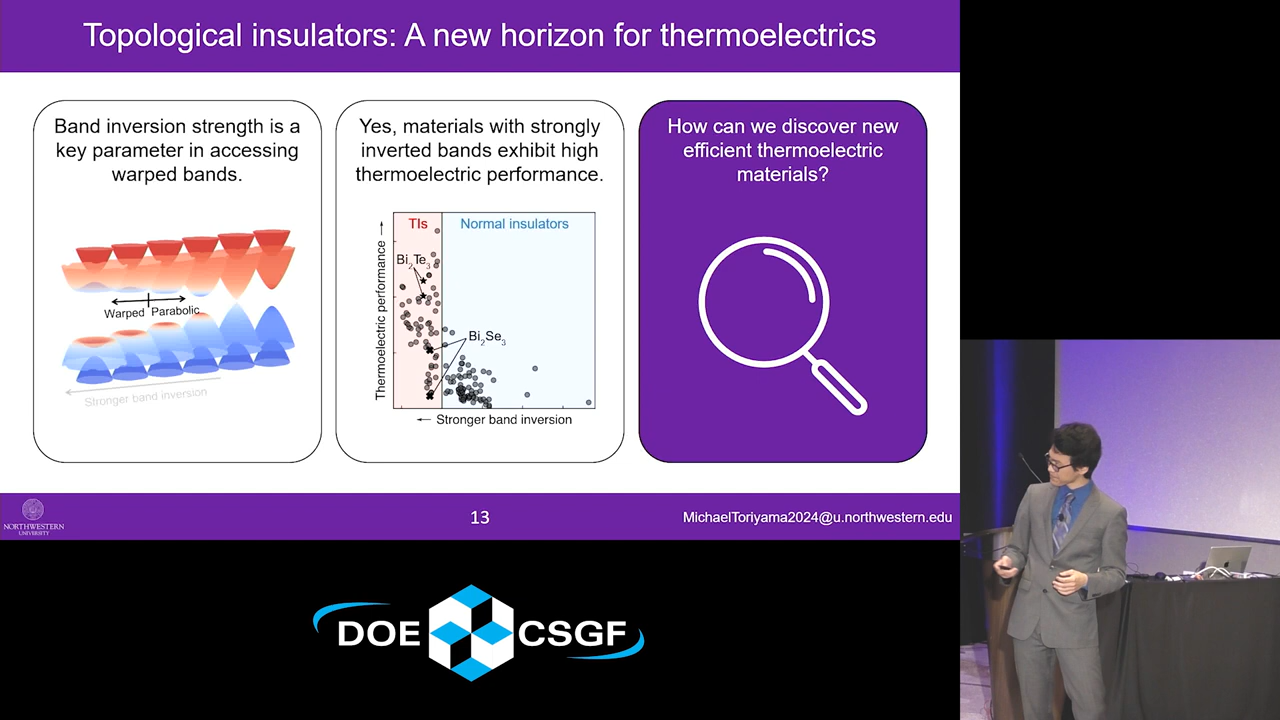 Topological insulators: A new horizon for thermoelectrics
Band inversion strength is a
key parameter in accessing
warped bands.
Warped
Parabolic
Stronger band inversion
Yes, materials with strongly
inverted bands exhibit high
thermoelectric performance.
TIs
Normal insulators
Bi2Te3
Bi2Se3
Thermoelectric performance →
← Stronger band inversion
How can we discover new
efficient thermoelectric
materials?
NORTHWESTERN
UNIVERSITY
13
MichaelToriyama2024@u.northwestern.edu
DOE CSGF